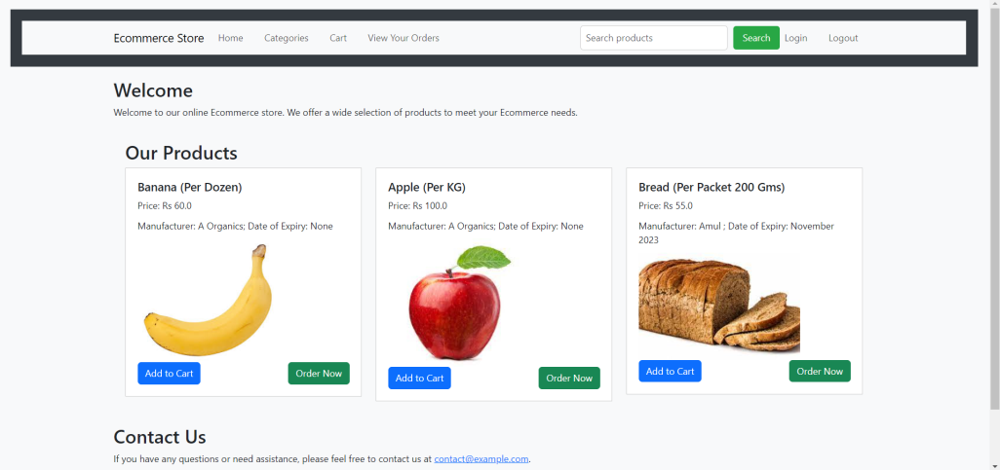 Ecommerce Store Home Categories Cart View Your Orders Search products Search Login Logout
Welcome
Welcome to our online Ecommerce store. We offer a wide selection of products to meet your Ecommerce needs.
Our Products
Banana (Per Dozen)
Price: Rs 60.0
Manufacturer: A Organics; Date of Expiry: None
Add to Cart Order Now
Apple (Per KG)
Price: Rs 100.0
Manufacturer: A Organics; Date of Expiry: None
Add to Cart Order Now
Bread (Per Packet 200 Gms)
Price: Rs 55.0
Manufacturer: Amul ; Date of Expiry: November
2023
Add to Cart Order Now
Contact Us
If you have any questions or need assistance, please feel free to contact us at contact@example.com.